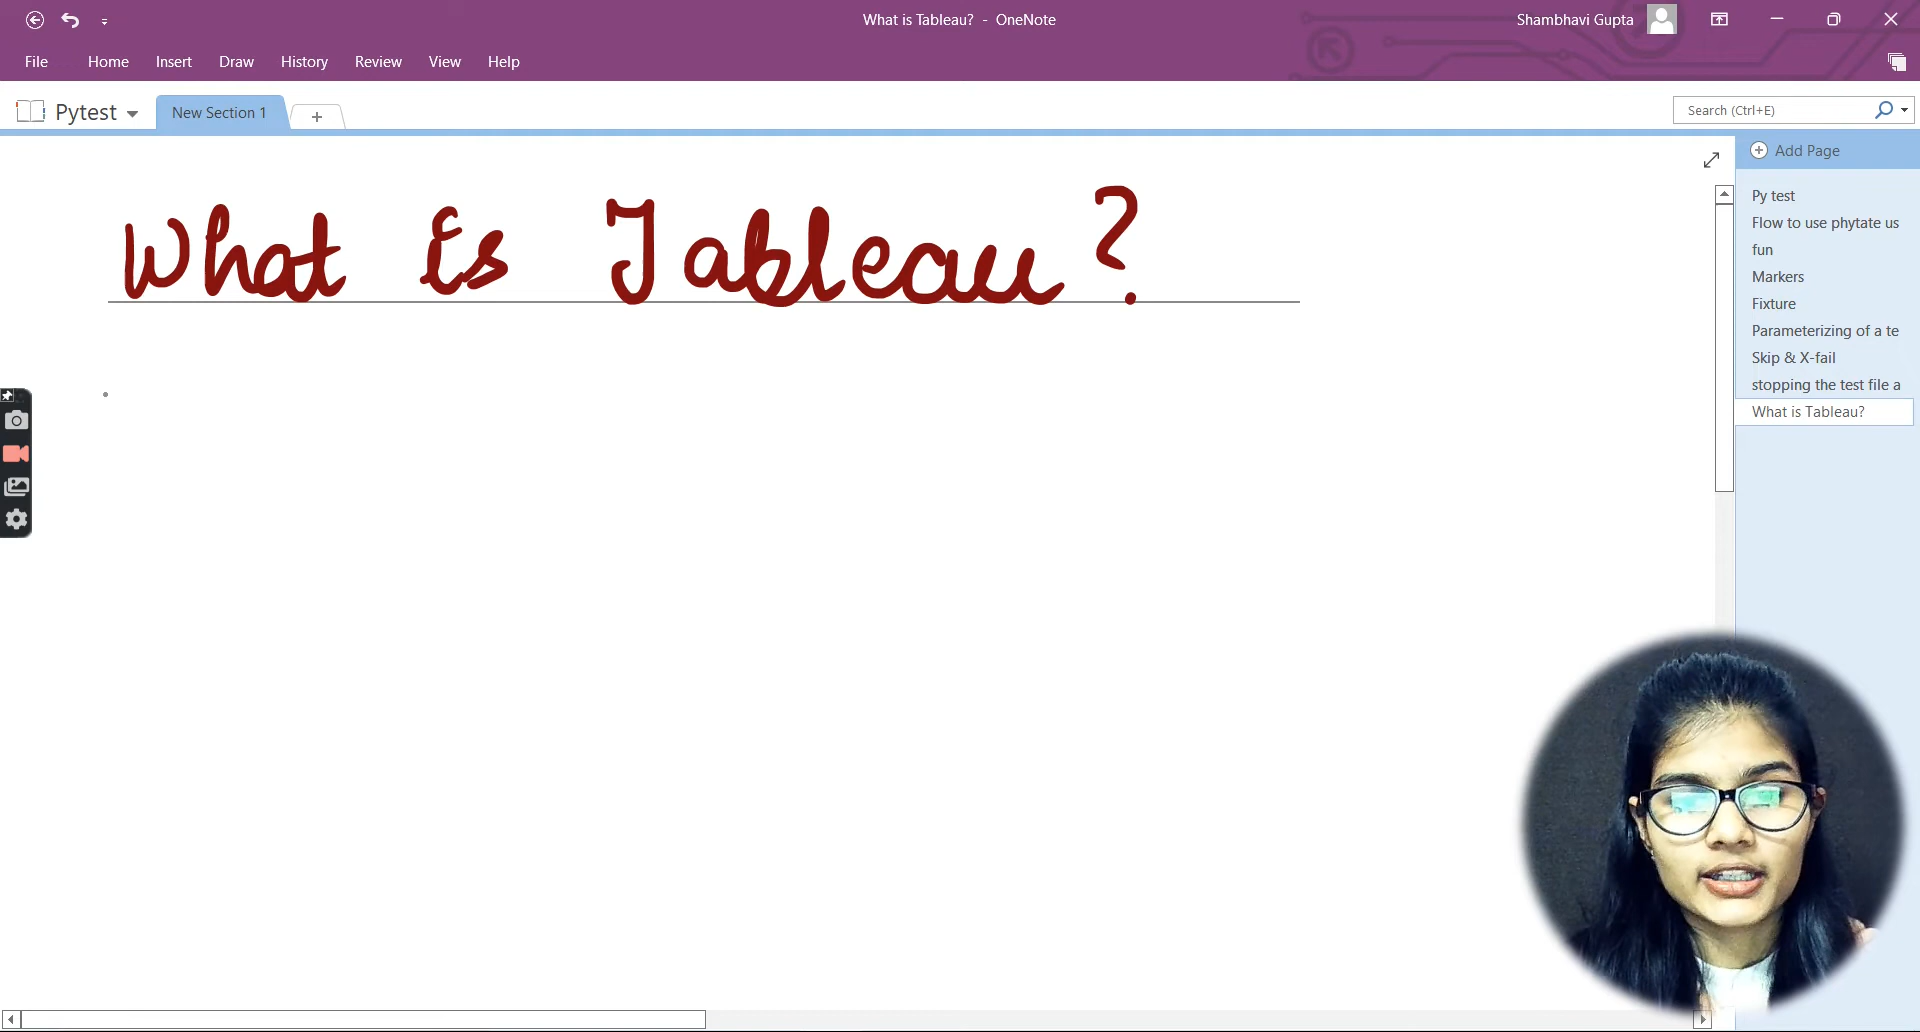 What is Tableau? - OneNote
Shambhavi Gupta
File Home Insert Draw History Review View Help
Pytest
New Section 1
+
Search (Ctrl+E)
Add Page
What is Tableau?
Py test
Flow to use phytate us
fun
Markers
Fixture
Parameterizing of a te
Skip & X-fail
stopping the test file a
What is Tableau?